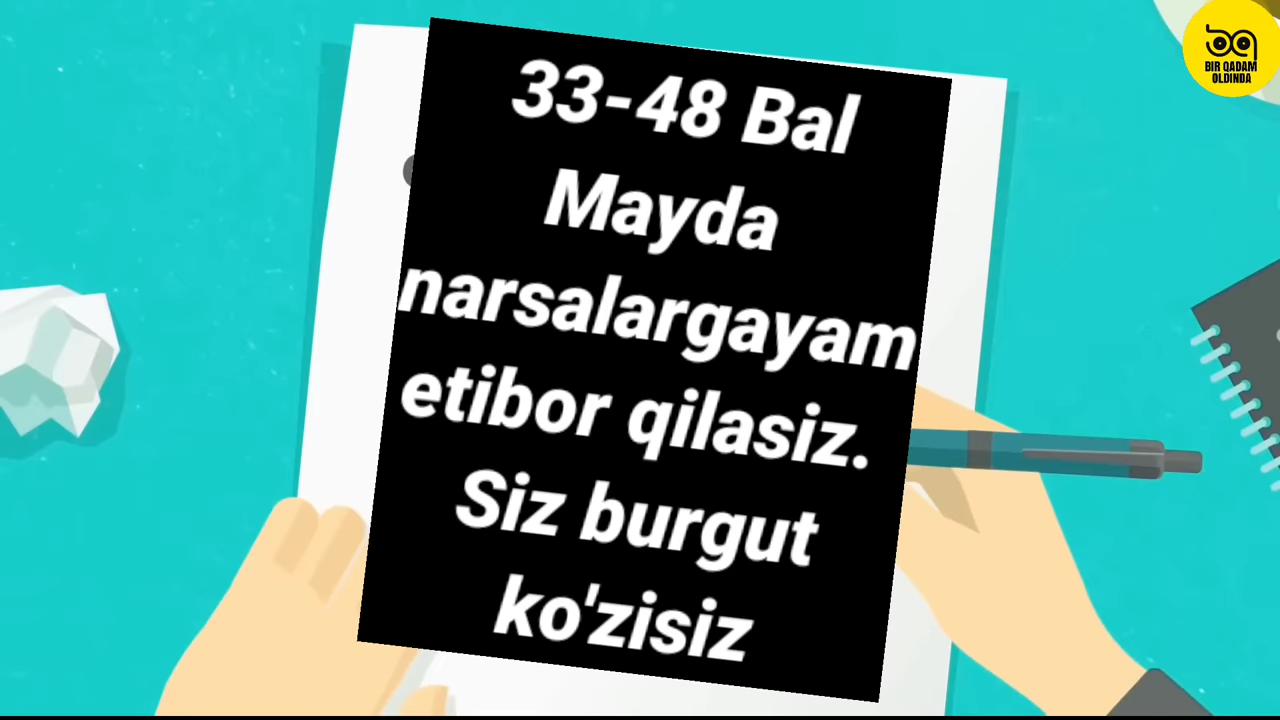 33-48 Bal
Mayda
narsalargayam
etibor qilasiz.
Siz burgut
ko'zisiz
BIR QADAM
OLDINDA